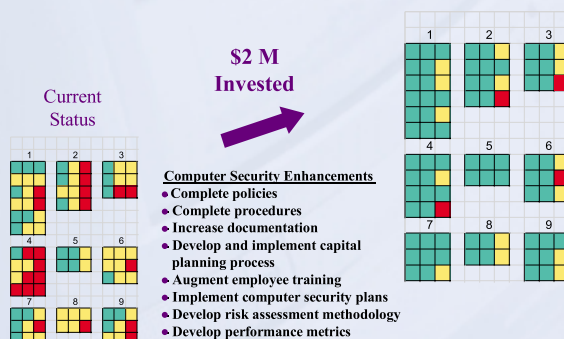 $2 M
Invested
Current
Status
1 2 3
4 5 6
7 8 9
Computer Security Enhancements
• Complete policies
• Complete procedures
• Increase documentation
• Develop and implement capital
planning process
• Augment employee training
• Implement computer security plans
• Develop risk assessment methodology
• Develop performance metrics
1 2 3
4 5 6
7 8 9